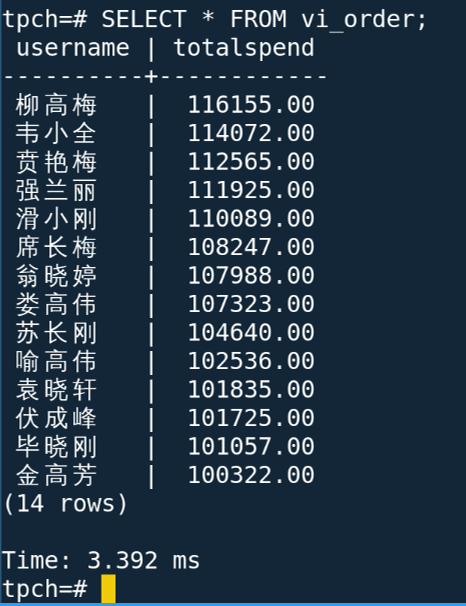 tpch=# SELECT * FROM vi_order;
 username | totalspend
----------+------------
 柳高梅   |  116155.00
 韦小全   |  114072.00
 贲艳梅   |  112565.00
 强兰丽   |  111925.00
 滑小刚   |  110089.00
 席长梅   |  108247.00
 翁晓婷   |  107988.00
 娄高伟   |  107323.00
 苏长刚   |  104640.00
 喻高伟   |  102536.00
 袁晓轩   |  101835.00
 伏成峰   |  101725.00
 毕晓刚   |  101057.00
 金高芳   |  100322.00
(14 rows)
Time: 3.392 ms
tpch=#